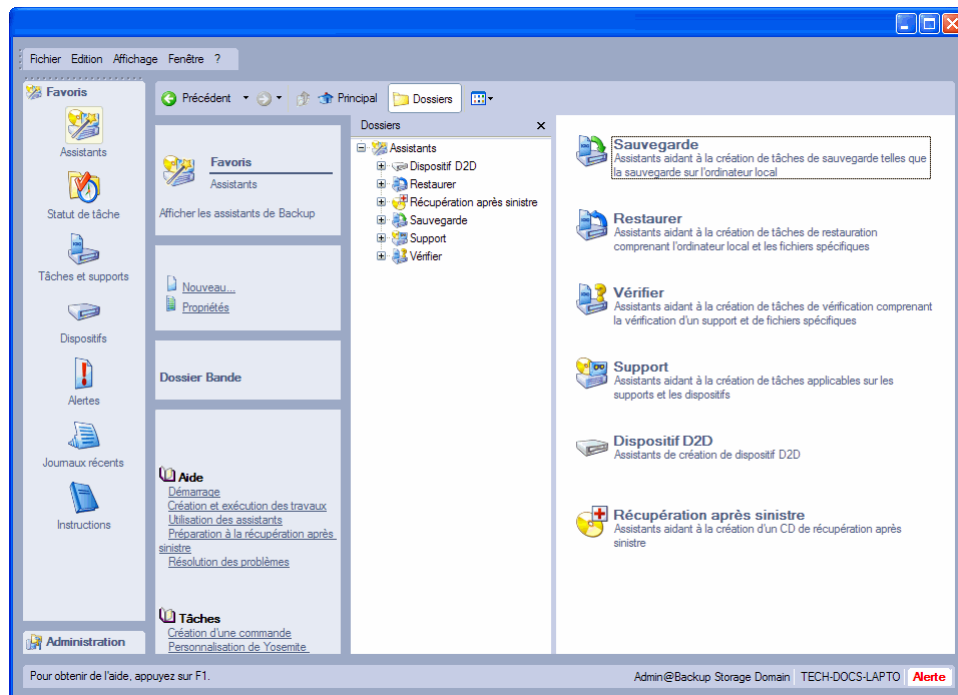 Fichier Edition Affichage Fenêtre ?
Favoris
Assistants
Statut de tâche
Tâches et supports
Dispositifs
Alertes
Journaux récents
Instructions
Administration
Précédent Principal Dossiers
Favoris
Assistants
Afficher les assistants de Backup
Nouveau...
Propriétés
Dossier Bande
Aide
Démarrage
Création et exécution des travaux
Utilisation des assistants
Préparation à la récupération après
sinistre
Résolution des problèmes
Tâches
Création d'une commande
Personnalisation de Yosemite
Dossiers
Assistants
Dispositif D2D
Restaurer
Récupération après sinistre
Sauvegarde
Support
Vérifier
Sauvegarde
Assistants aidant à la création de tâches de sauvegarde telles que
la sauvegarde sur l'ordinateur local
Restaurer
Assistants aidant à la création de tâches de restauration
comprenant l'ordinateur local et les fichiers spécifiques
Vérifier
Assistants aidant à la création de tâches de vérification comprenant
la vérification d'un support et de fichiers spécifiques
Support
Assistants aidant à la création de tâches applicables sur les
supports et les dispositifs
Dispositif D2D
Assistants de création de dispositif D2D
Récupération après sinistre
Assistants aidant à la création d'un CD de récupération après
sinistre
Pour obtenir de l'aide, appuyez sur F1.
Admin@Backup Storage Domain TECH-DOCS-LAPTO Alerte